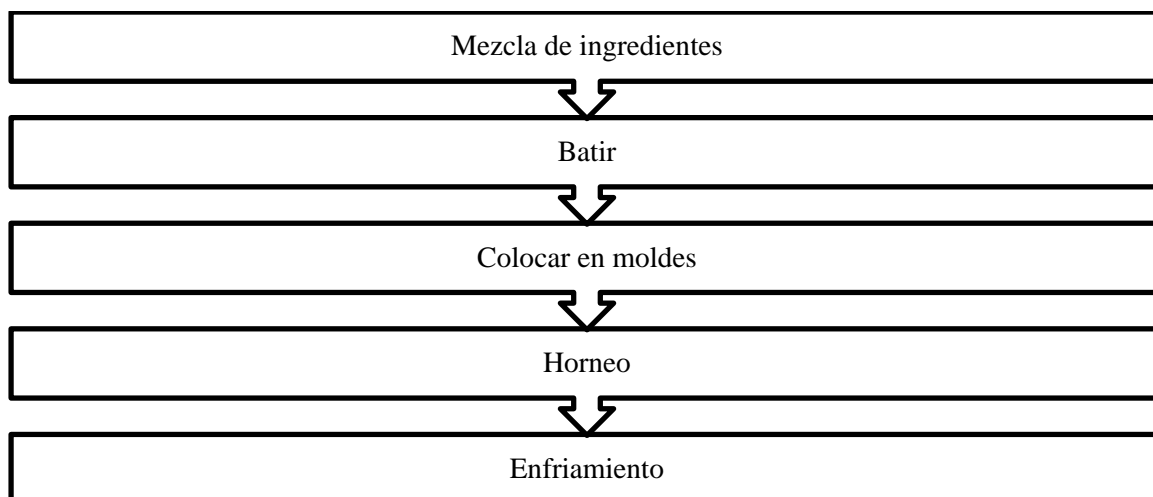 Mezcla de ingredientes
Batir
Colocar en moldes
Horneo
Enfriamiento